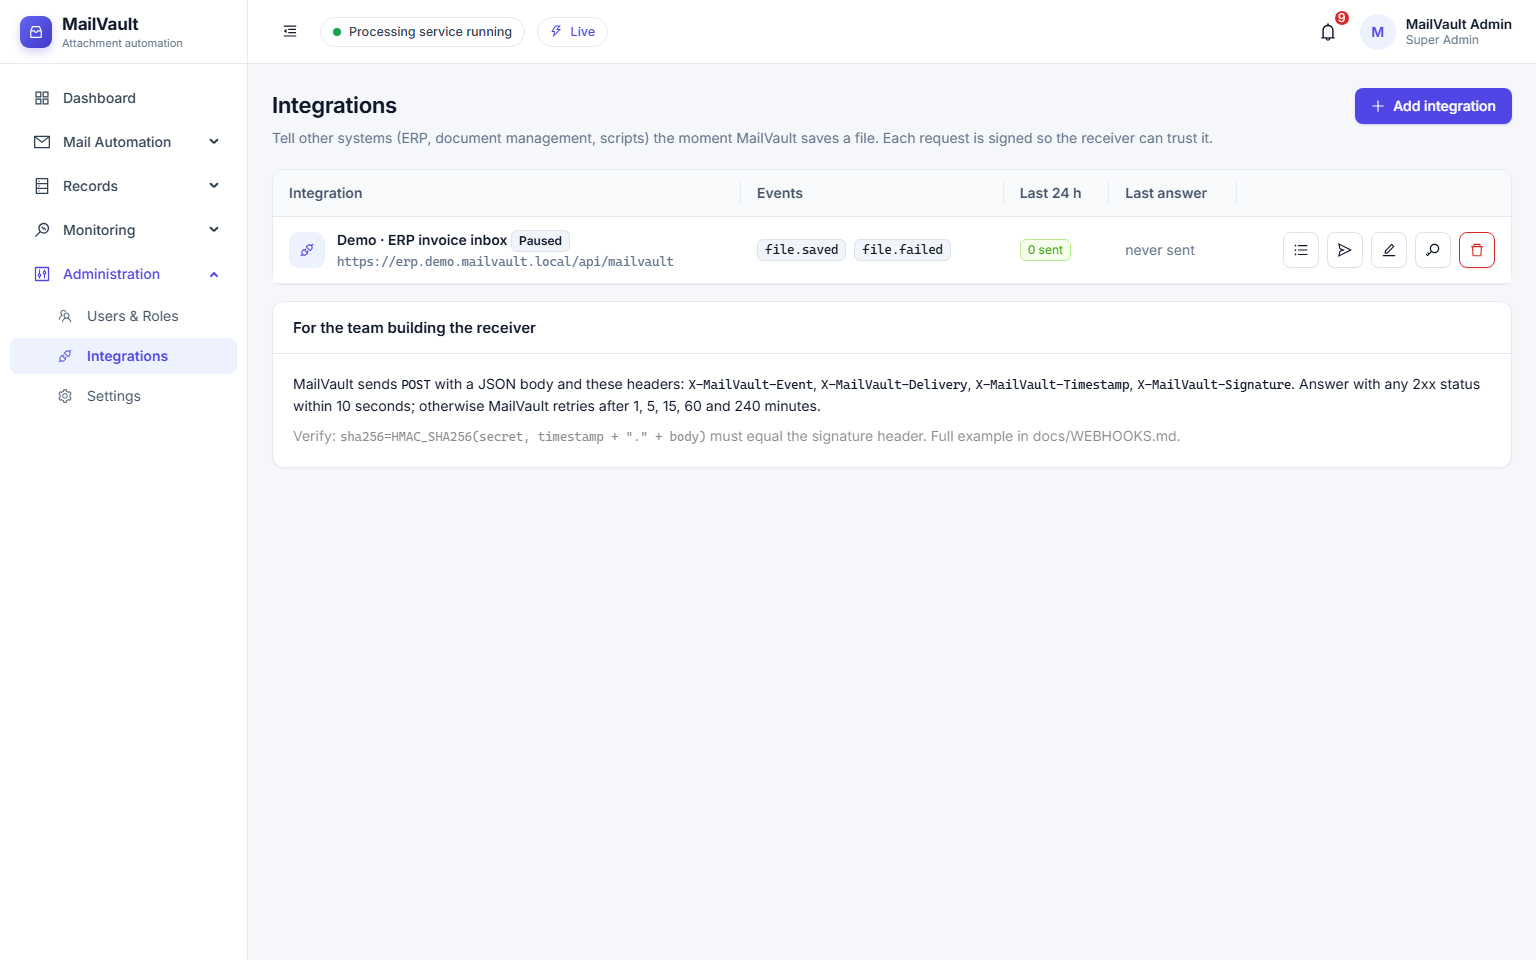 MailVault
Attachment automation
Processing service running
Live
9
M
MailVault Admin
Super Admin
Dashboard
Mail Automation
Records
Monitoring
Administration
Users & Roles
Integrations
Settings
Integrations
Add integration
Tell other systems (ERP, document management, scripts) the moment MailVault saves a file. Each request is signed so the receiver can trust it.
Integration Events Last 24 h Last answer
Demo · ERP invoice inbox Paused
https://erp.demo.mailvault.local/api/mailvault
file.saved file.failed
0 sent
never sent
For the team building the receiver
MailVault sends POST with a JSON body and these headers: X-MailVault-Event, X-MailVault-Delivery, X-MailVault-Timestamp, X-MailVault-Signature. Answer with any 2xx status
within 10 seconds; otherwise MailVault retries after 1, 5, 15, 60 and 240 minutes.
Verify: sha256=HMAC_SHA256(secret, timestamp + "." + body) must equal the signature header. Full example in docs/WEBHOOKS.md.